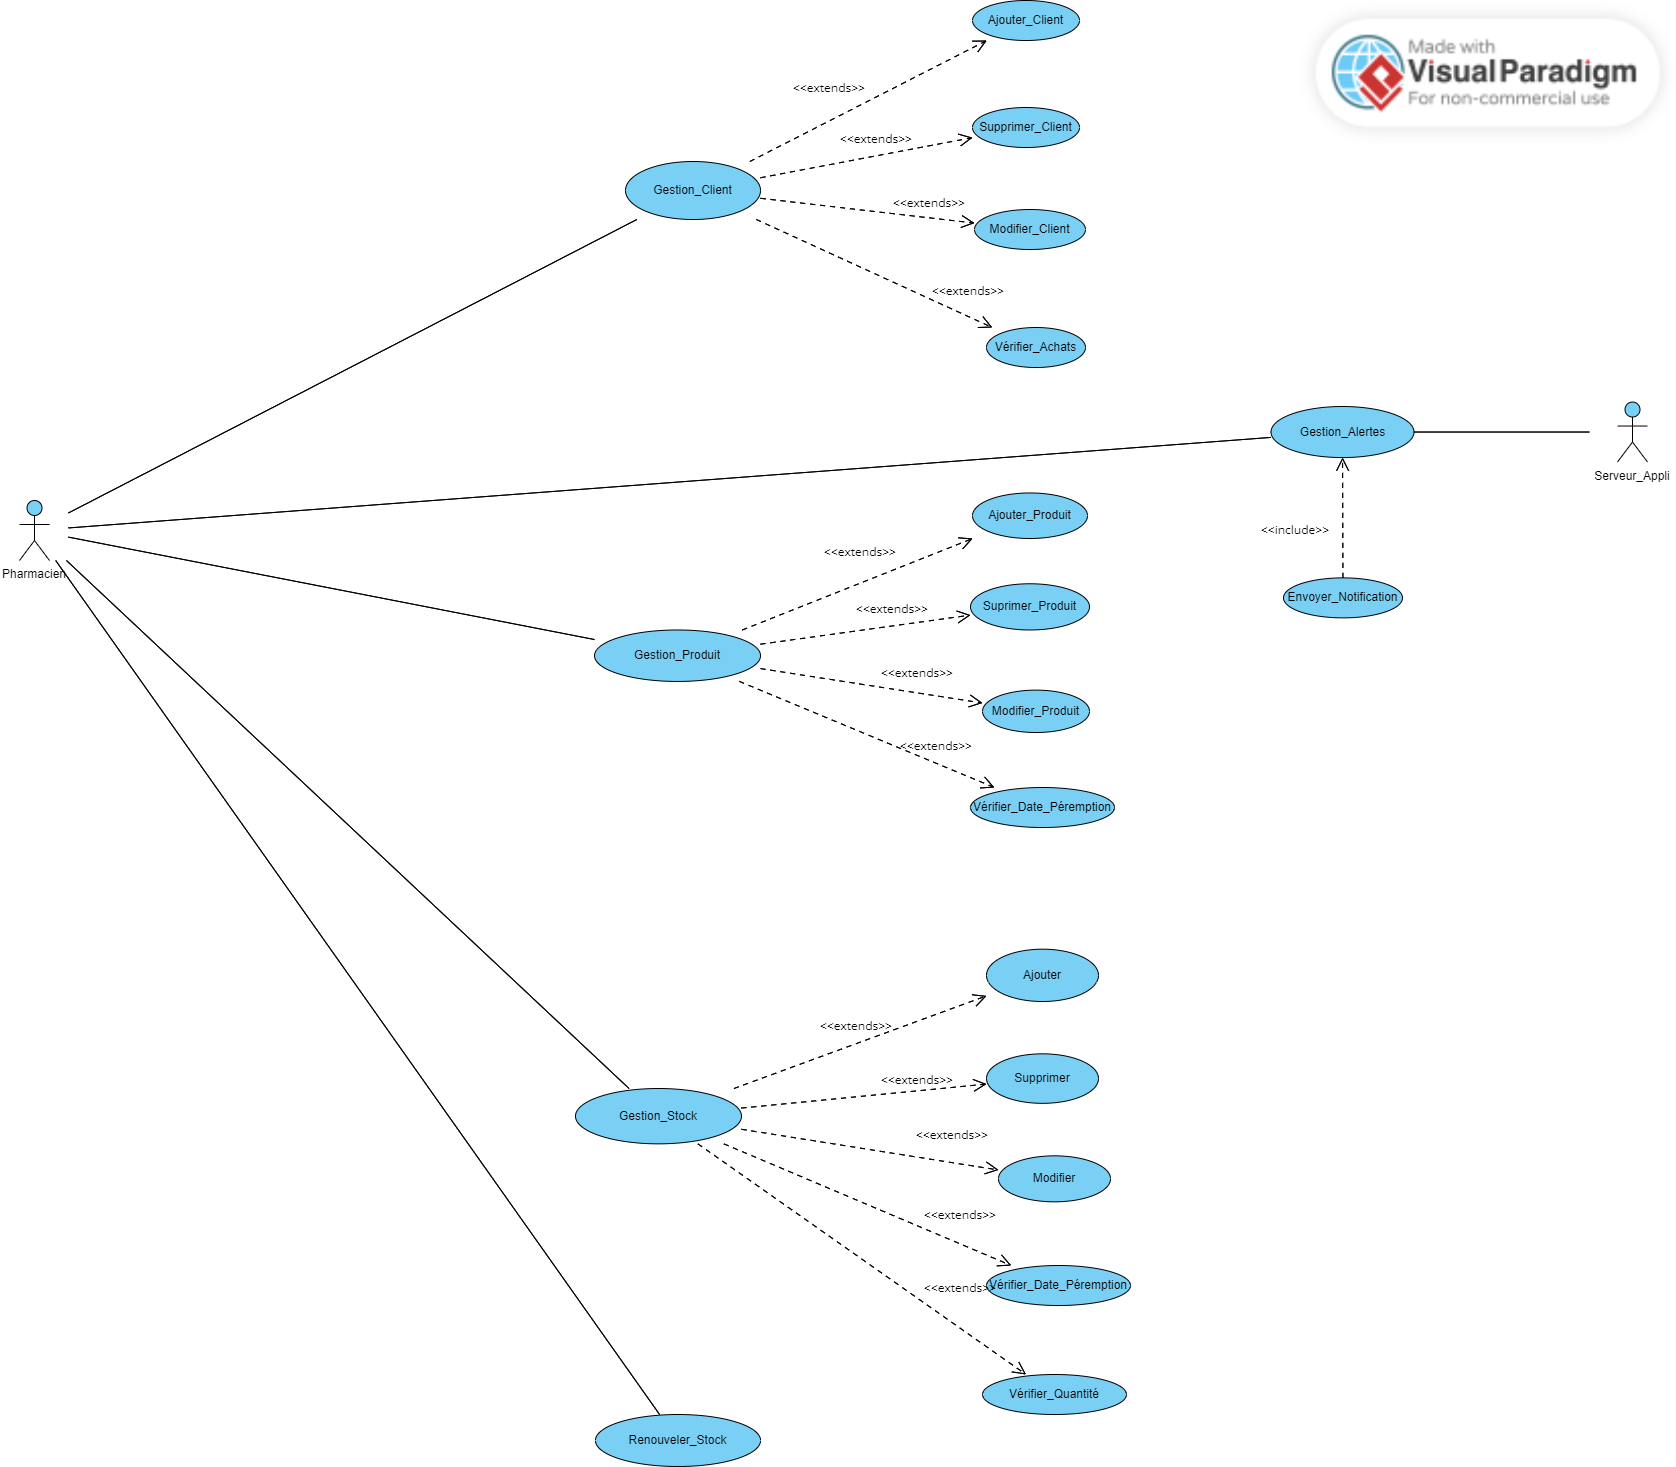 Ajouter_Client
Made with
Visual Paradigm
For non-commercial use
<<extends>>
Supprimer_Client
<<extends>>
Gestion_Client
<<extends>>
Modifier_Client
<<extends>>
Vérifier_Achats
Gestion_Alertes
Serveur_Appli
Ajouter_Produit
<<include>>
<<extends>>
Pharmacien
Envoyer_Notification
Suprimer_Produit
<<extends>>
Gestion_Produit
<<extends>>
Modifier_Produit
<<extends>>
Vérifier_Date_Péremption
Ajouter
<<extends>>
Supprimer
<<extends>>
Gestion_Stock
<<extends>>
Modifier
<<extends>>
Vérifier_Date_Péremption
<<extends>>
Vérifier_Quantité
Renouveler_Stock